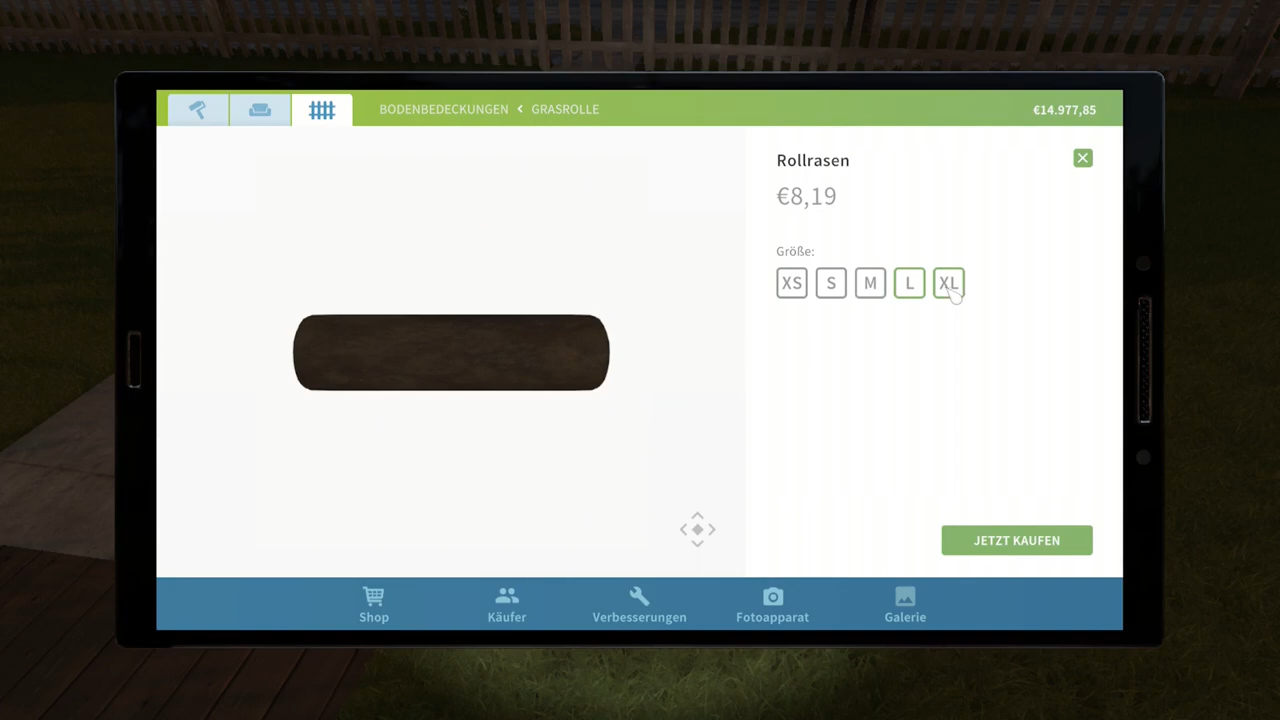 BODENBEDECKUNGEN < GRASROLLE
€14.977,85
Rollrasen
€8,19
Größe:
XS S M L XL
JETZT KAUFEN
Shop Käufer Verbesserungen Fotoapparat Galerie